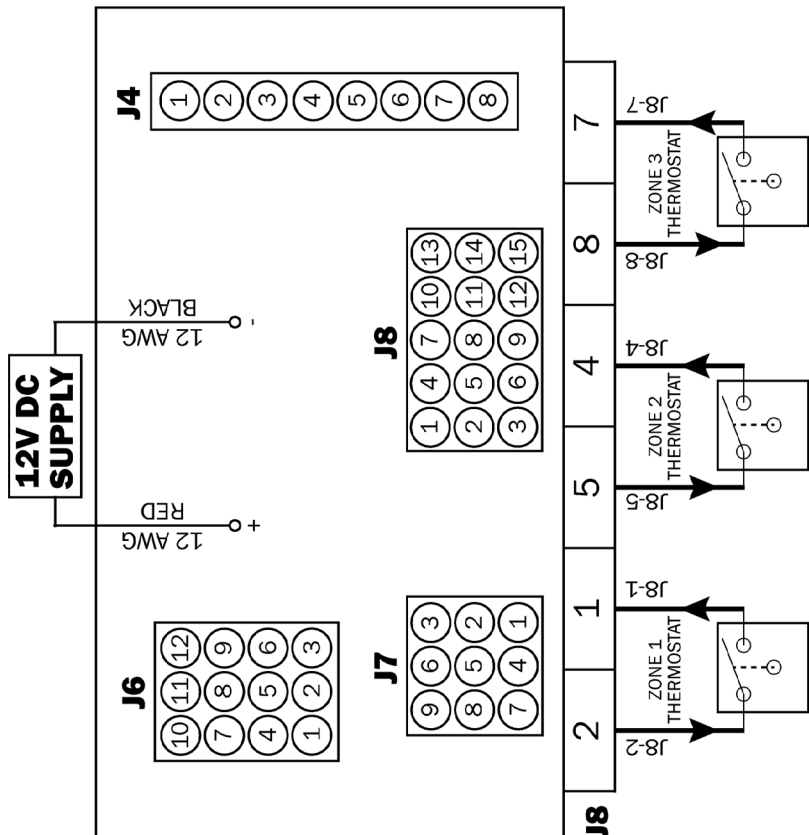 12V DC
SUPPLY
12 AWG
RED
+
12 AWG
BLACK
-
J4
1
2
3
4
5
6
7
8
J6
10 11 12
7 8 9
4 5 6
1 2 3
J7
9 6 3
8 5 2
7 4 1
J8
1 4 7 10 13
2 5 8 11 14
3 6 9 12 15
J8
2 1 5 4 8 7
J8-2
ZONE 1
THERMOSTAT
J8-1
J8-5
ZONE 2
THERMOSTAT
J8-4
J8-8
ZONE 3
THERMOSTAT
J8-7